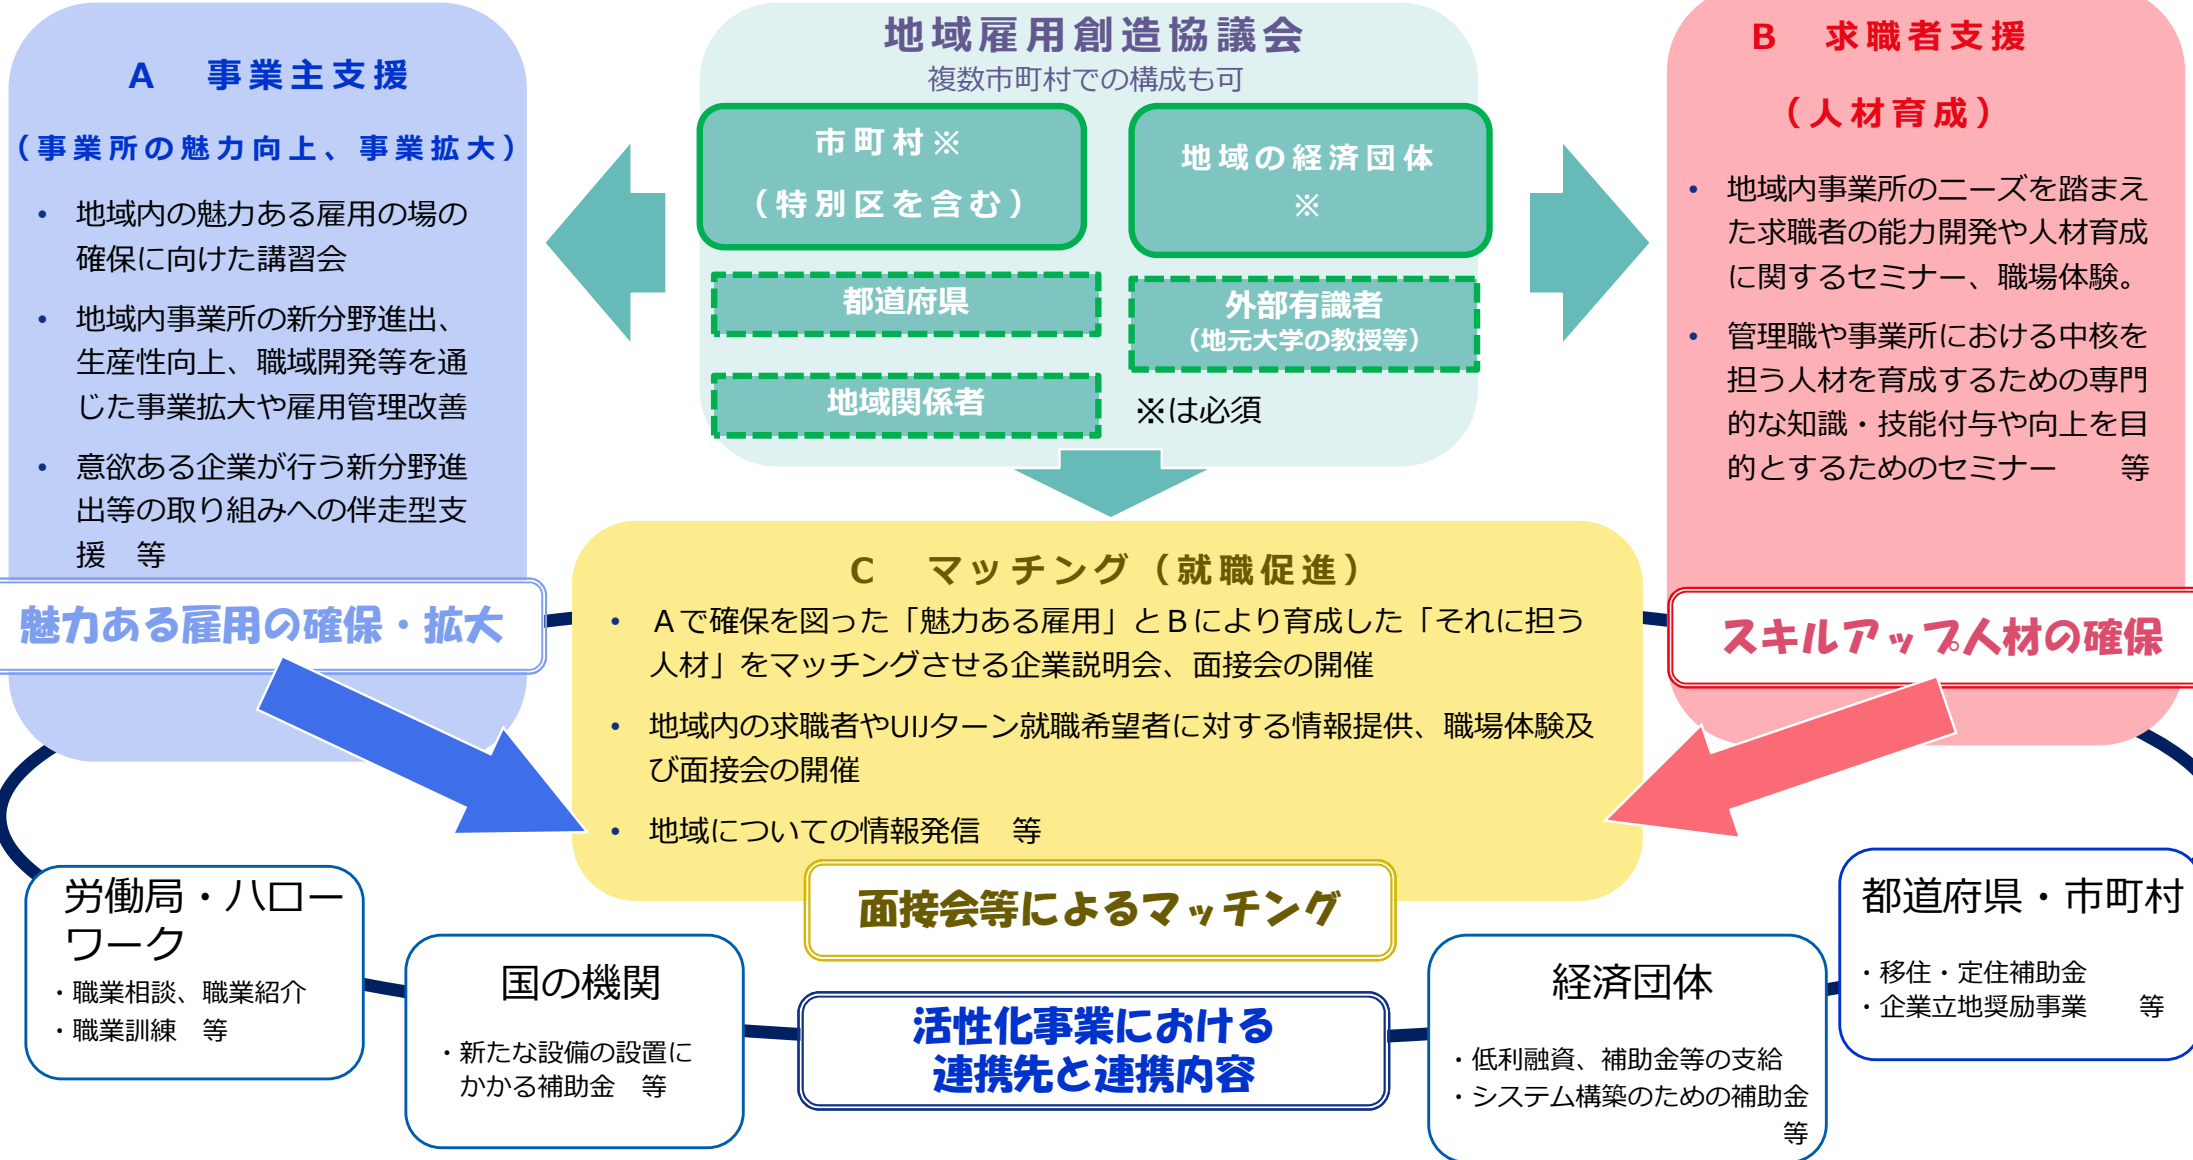 地域雇用創造協議会
複数市町村での構成も可
市町村※
（特別区を含む）
地域の経済団体
※
都道府県
外部有識者
（地元大学の教授等）
地域関係者
※は必須
A　事業主支援
（事業所の魅力向上、事業拡大）
• 地域内の魅力ある雇用の場の
確保に向けた講習会
• 地域内事業所の新分野進出、
生産性向上、職域開発等を通
じた事業拡大や雇用管理改善
• 意欲ある企業が行う新分野進
出等の取り組みへの伴走型支
援　等
魅力ある雇用の確保・拡大
B　求職者支援
（人材育成）
• 地域内事業所のニーズを踏まえ
た求職者の能力開発や人材育成
に関するセミナー、職場体験。
• 管理職や事業所における中核を
担う人材を育成するための専門
的な知識・技能付与や向上を目
的とするためのセミナー　　等
スキルアップ人材の確保
C　マッチング（就職促進）
• Aで確保を図った「魅力ある雇用」とBにより育成した「それに担う
人材」をマッチングさせる企業説明会、面接会の開催
• 地域内の求職者やUIJターン就職希望者に対する情報提供、職場体験及
び面接会の開催
• 地域についての情報発信　等
面接会等によるマッチング
労働局・ハロー
ワーク
・職業相談、職業紹介
・職業訓練　等
国の機関
・新たな設備の設置に
かかる補助金　等
活性化事業における
連携先と連携内容
経済団体
・低利融資、補助金等の支給
・システム構築のための補助金
等
都道府県・市町村
・移住・定住補助金
・企業立地奨励事業　　等